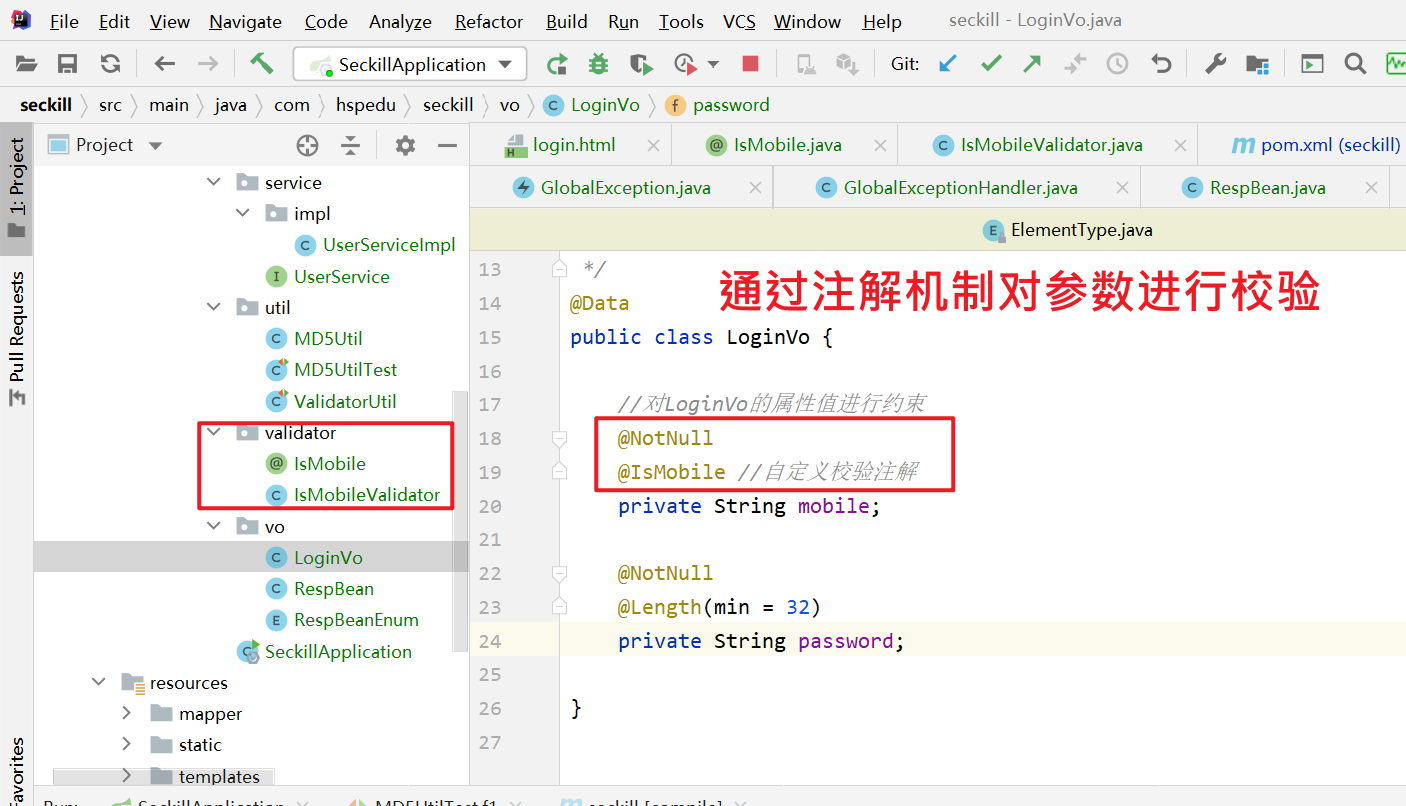 File Edit View Navigate Code Analyze Refactor Build Run Tools VCS Window Help seckill - LoginVo.java
SeckillApplication Git:
seckill src main java com hspedu seckill vo LoginVo password
1: Project
Pull Requests
Favorites
Project
service
impl
UserServiceImpl
UserService
util
MD5Util
MD5UtilTest
ValidatorUtil
validator
IsMobile
IsMobileValidator
vo
LoginVo
RespBean
RespBeanEnum
SeckillApplication
resources
mapper
static
templates
login.html IsMobile.java IsMobileValidator.java pom.xml (seckill)
GlobalException.java GlobalExceptionHandler.java RespBean.java
ElementType.java
通过注解机制对参数进行校验
13 */
14 @Data
15 public class LoginVo {
16
17 //对LoginVo的属性值进行约束
18 @NotNull
19 @IsMobile //自定义校验注解
20 private String mobile;
21
22 @NotNull
23 @Length(min = 32)
24 private String password;
25
26 }
27
Run: SeckillApplication MD5UtilTest.f1 seckill [compile]